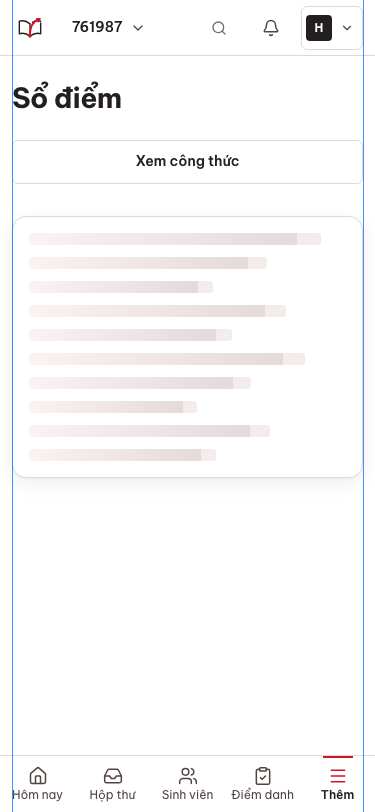 761987
H
Sổ điểm
Xem công thức
Hôm nay
Hộp thư
Sinh viên
Điểm danh
Thêm